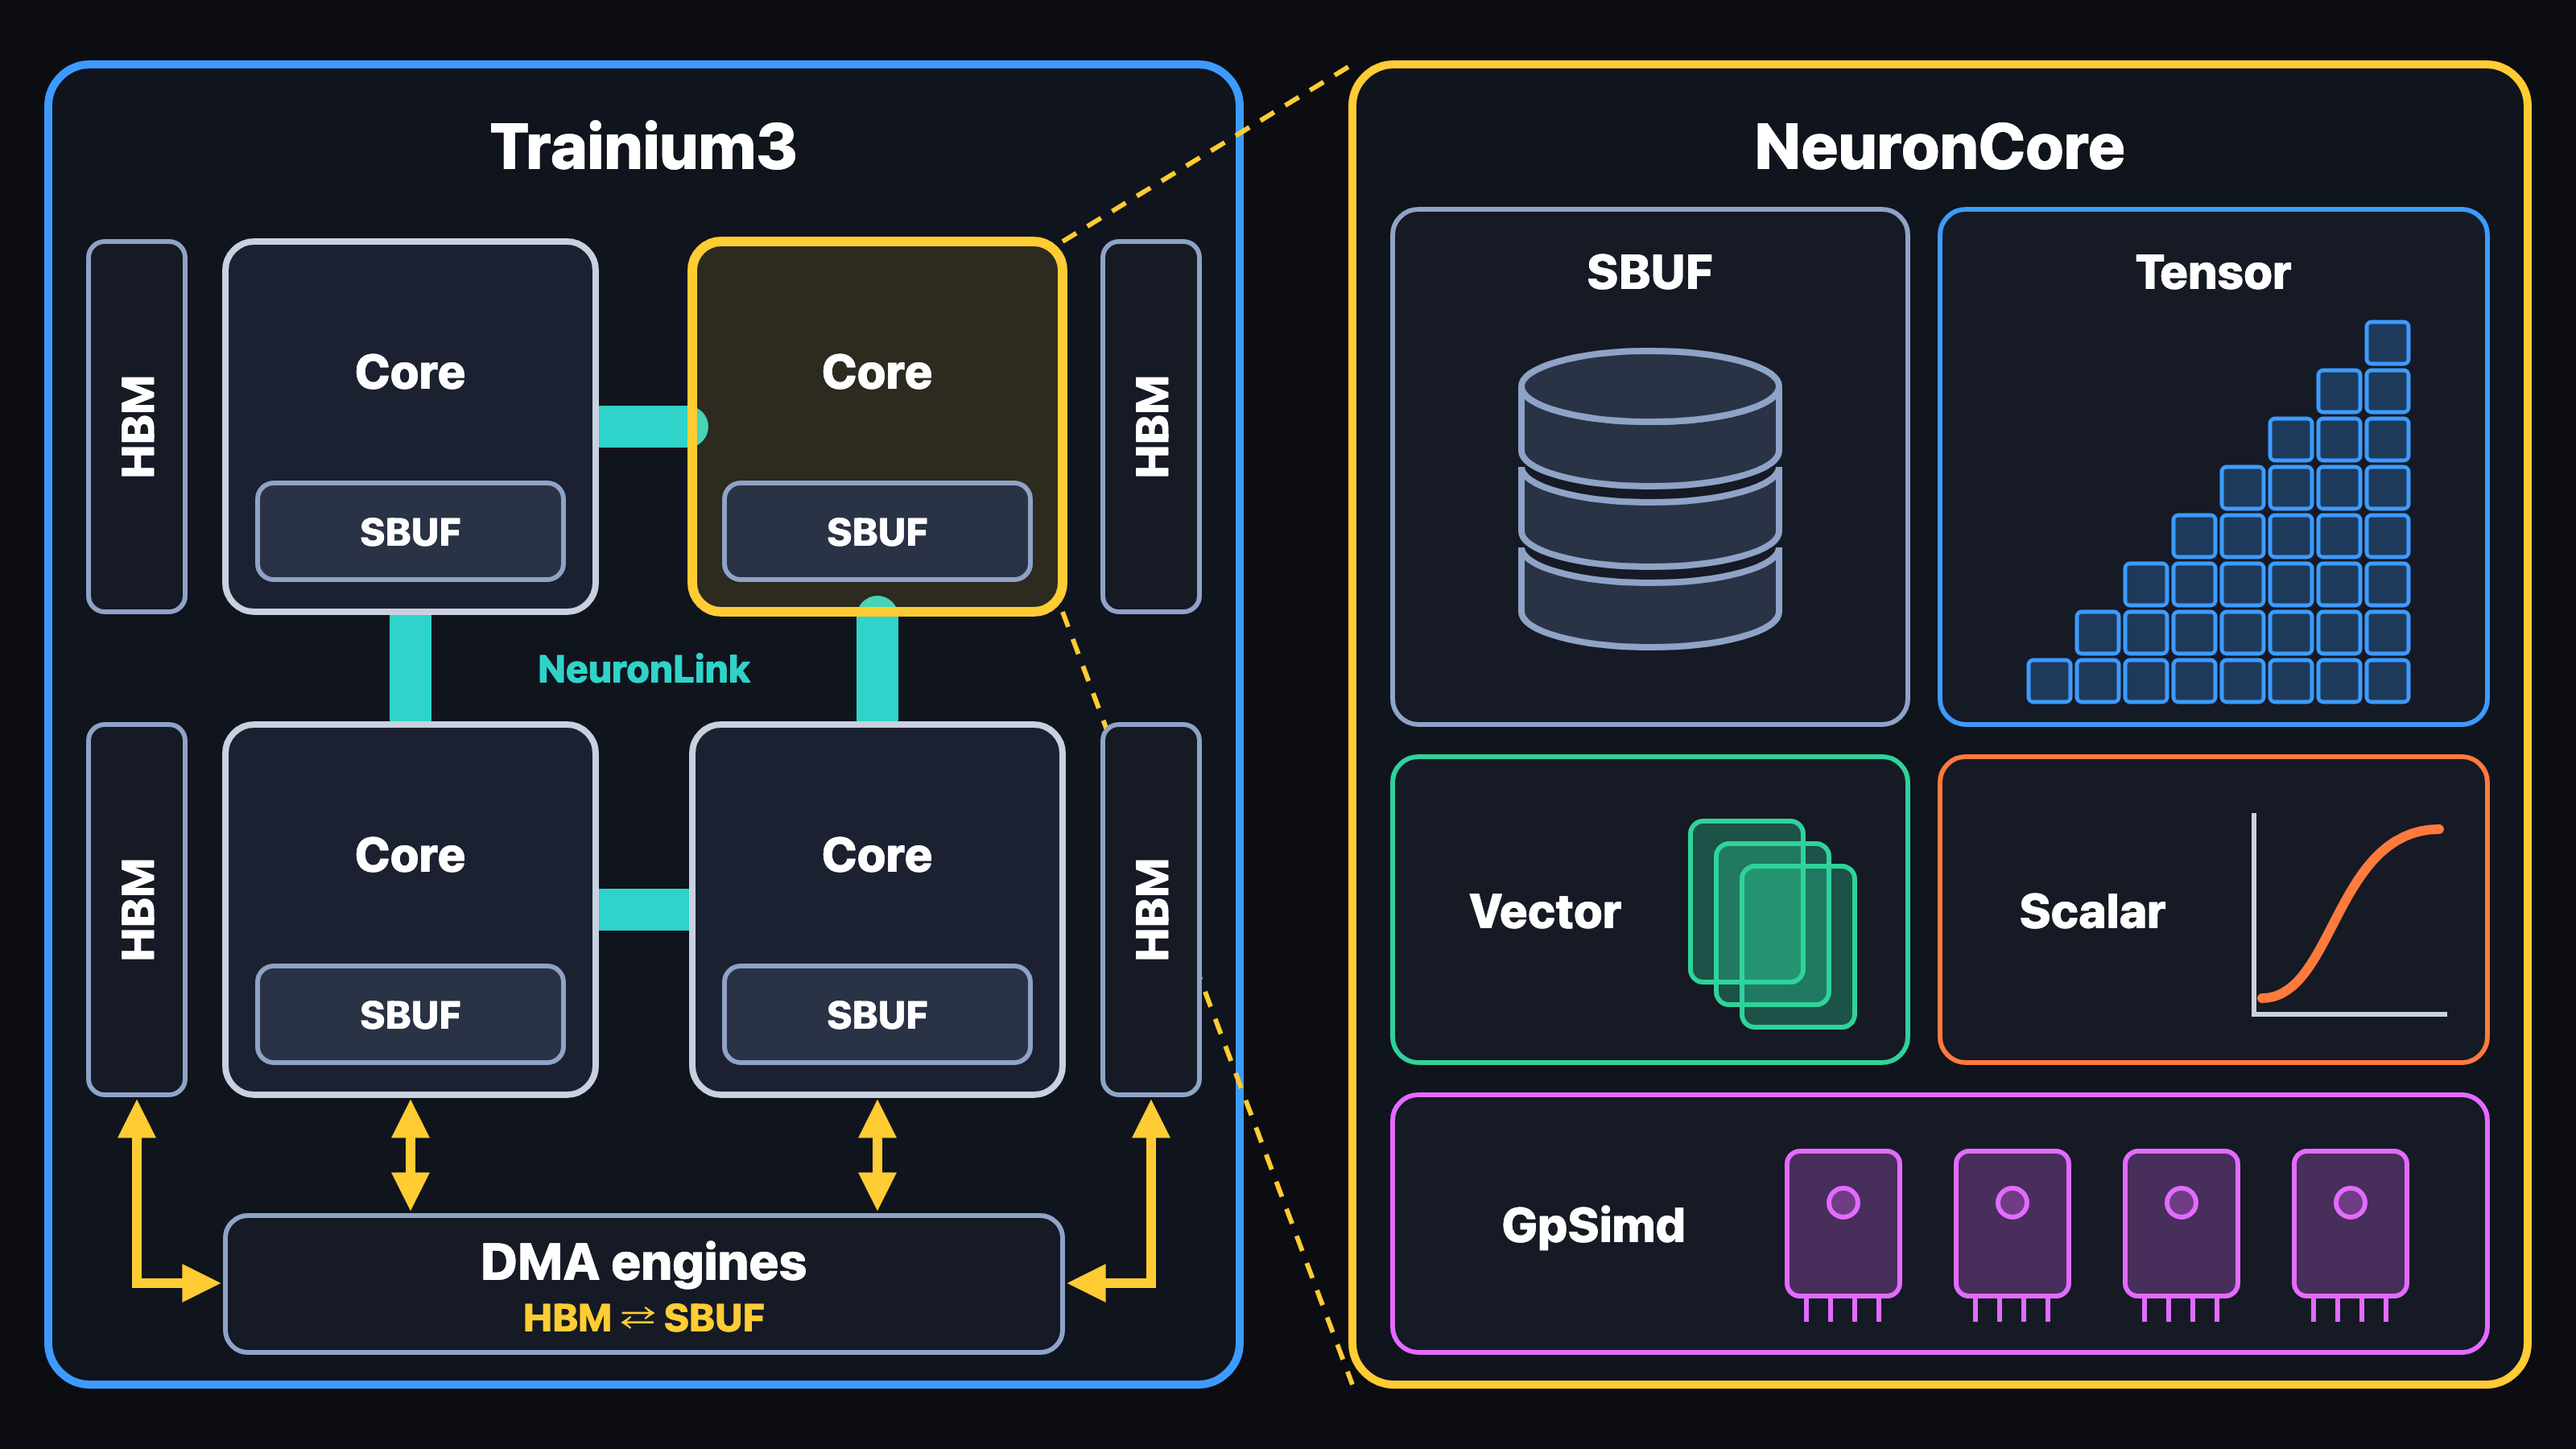 Trainium3
HBM
Core
SBUF
Core
SBUF
HBM
NeuronLink
HBM
Core
SBUF
Core
SBUF
HBM
DMA engines
HBM ⇄ SBUF
NeuronCore
SBUF
Tensor
Vector
Scalar
GpSimd